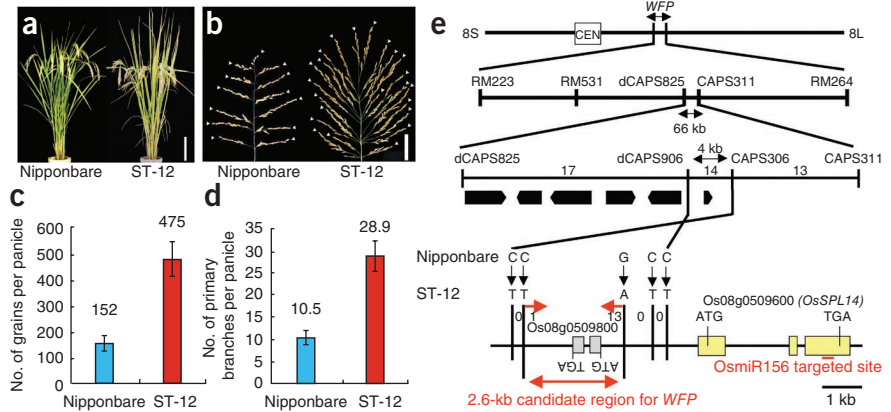 a
b
Nipponbare
ST-12
Nipponbare
ST-12
c
No. of grains per panicle
600
500
400
300
200
100
0
152
475
Nipponbare
ST-12
d
No. of primary
branches per panicle
35
30
25
20
15
10
5
0
10.5
28.9
Nipponbare
ST-12
e
WFP
8S
CEN
8L
RM223
RM531
dCAPS825
CAPS311
RM264
66 kb
4 kb
dCAPS825
dCAPS906
CAPS306
CAPS311
17
14
13
Nipponbare
C C G C C
ST-12
T T A T T
0 1 13 0 0
Os08g0509800
TGA
ATG
Os08g0509600 (OsSPL14)
ATG
TGA
OsmiR156 targeted site
2.6-kb candidate region for WFP
1 kb